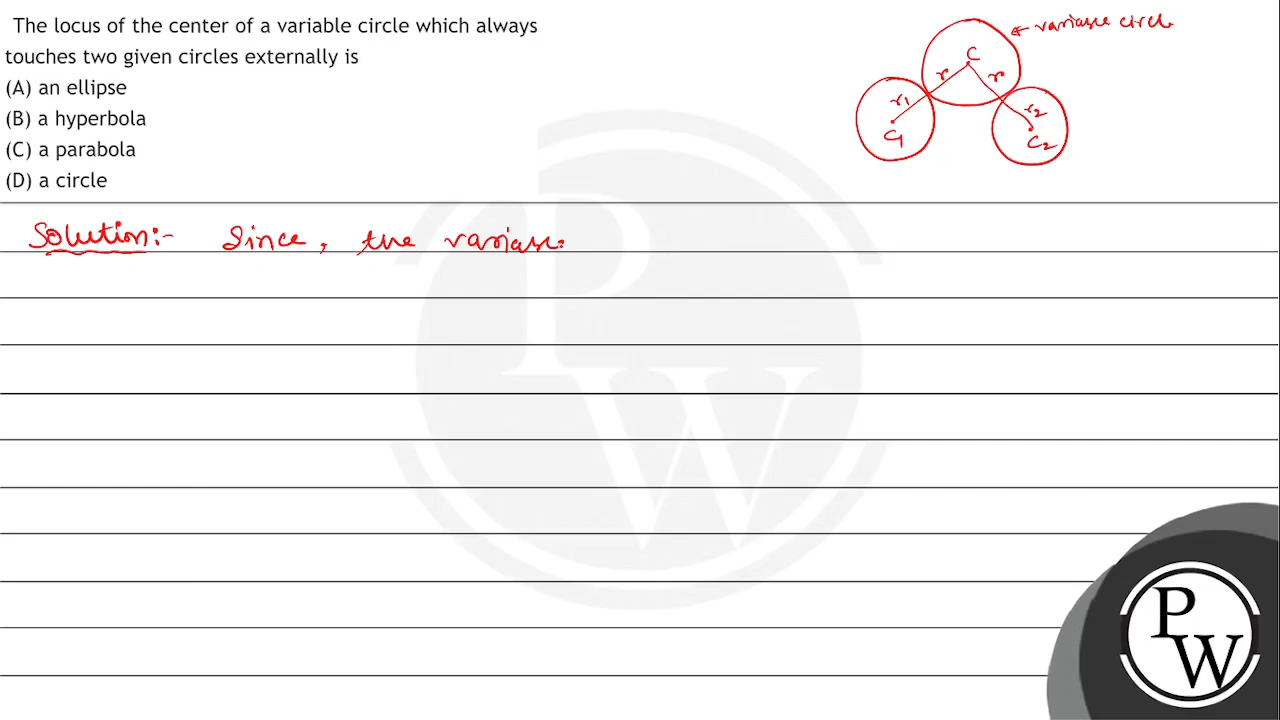 The locus of the center of a variable circle which always
touches two given circles externally is
(A) an ellipse
(B) a hyperbola
(C) a parabola
(D) a circle
variable circle
C
r r
r1 r2
C1 C2
Solution:- Since, the variable
P
W
P
W